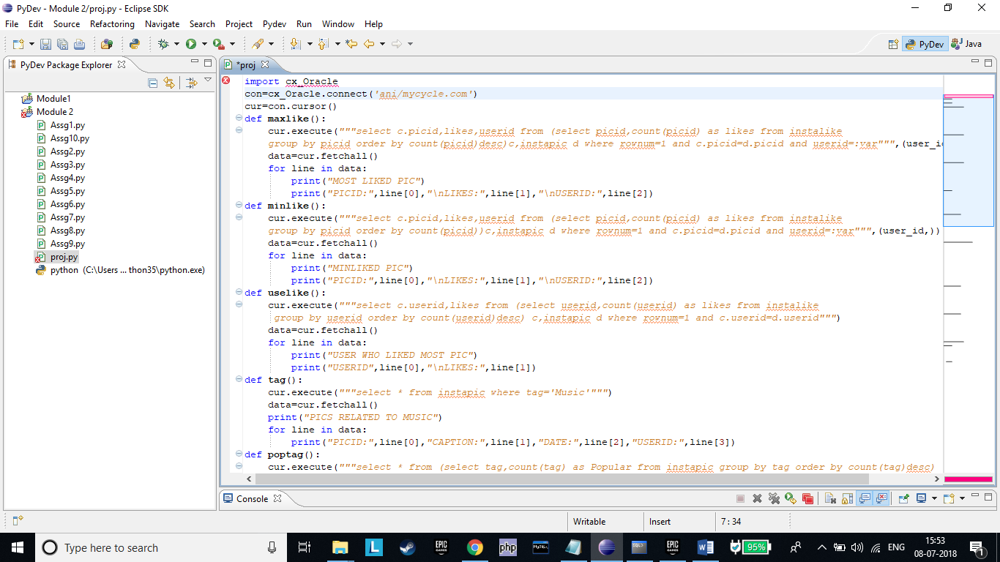 PyDev - Module 2/proj.py - Eclipse SDK
File Edit Source Refactoring Navigate Search Project Pydev Run Window Help
PyDev Java
PyDev Package Explorer
*proj
Module1
Module 2
Assg1.py
Assg10.py
Assg2.py
Assg3.py
Assg4.py
Assg5.py
Assg6.py
Assg7.py
Assg8.py
Assg9.py
proj.py
python (C:\Users ... thon35\python.exe)
import cx_Oracle
con=cx_Oracle.connect('ani/mycycle.com')
cur=con.cursor()
def maxlike():
cur.execute("""select c.picid,likes,userid from (select picid,count(picid) as likes from instalike
group by picid order by count(picid)desc)c,instapic d where rownum=1 and c.picid=d.picid and userid=:var""",(user_id
data=cur.fetchall()
for line in data:
print("MOST LIKED PIC")
print("PICID:",line[0],"\nLIKES:",line[1],"\nUSERID:",line[2])
def minlike():
cur.execute("""select c.picid,likes,userid from (select picid,count(picid) as likes from instalike
group by picid order by count(picid))c,instapic d where rownum=1 and c.picid=d.picid and userid=:var""",(user_id,))
data=cur.fetchall()
for line in data:
print("MINLIKED PIC")
print("PICID:",line[0],"\nLIKES:",line[1],"\nUSERID:",line[2])
def uselike():
cur.execute("""select c.userid,likes from (select userid,count(userid) as likes from instalike
group by userid order by count(userid)desc) c,instapic d where rownum=1 and c.userid=d.userid""")
data=cur.fetchall()
for line in data:
print("USER WHO LIKED MOST PIC")
print("USERID",line[0],"\nLIKES:",line[1])
def tag():
cur.execute("""select * from instapic where tag='Music'""")
data=cur.fetchall()
print("PICS RELATED TO MUSIC")
for line in data:
print("PICID:",line[0],"CAPTION:",line[1],"DATE:",line[2],"USERID:",line[3])
def poptag():
cur.execute("""select * from (select tag,count(tag) as Popular from instapic group by tag order by count(tag)desc)
Console
Writable Insert 7 : 34
Type here to search
L
EPIC GAMES
php
MySQL
SQL>
EPIC GAMES
W
95%
ENG
15:53
08-07-2018
1